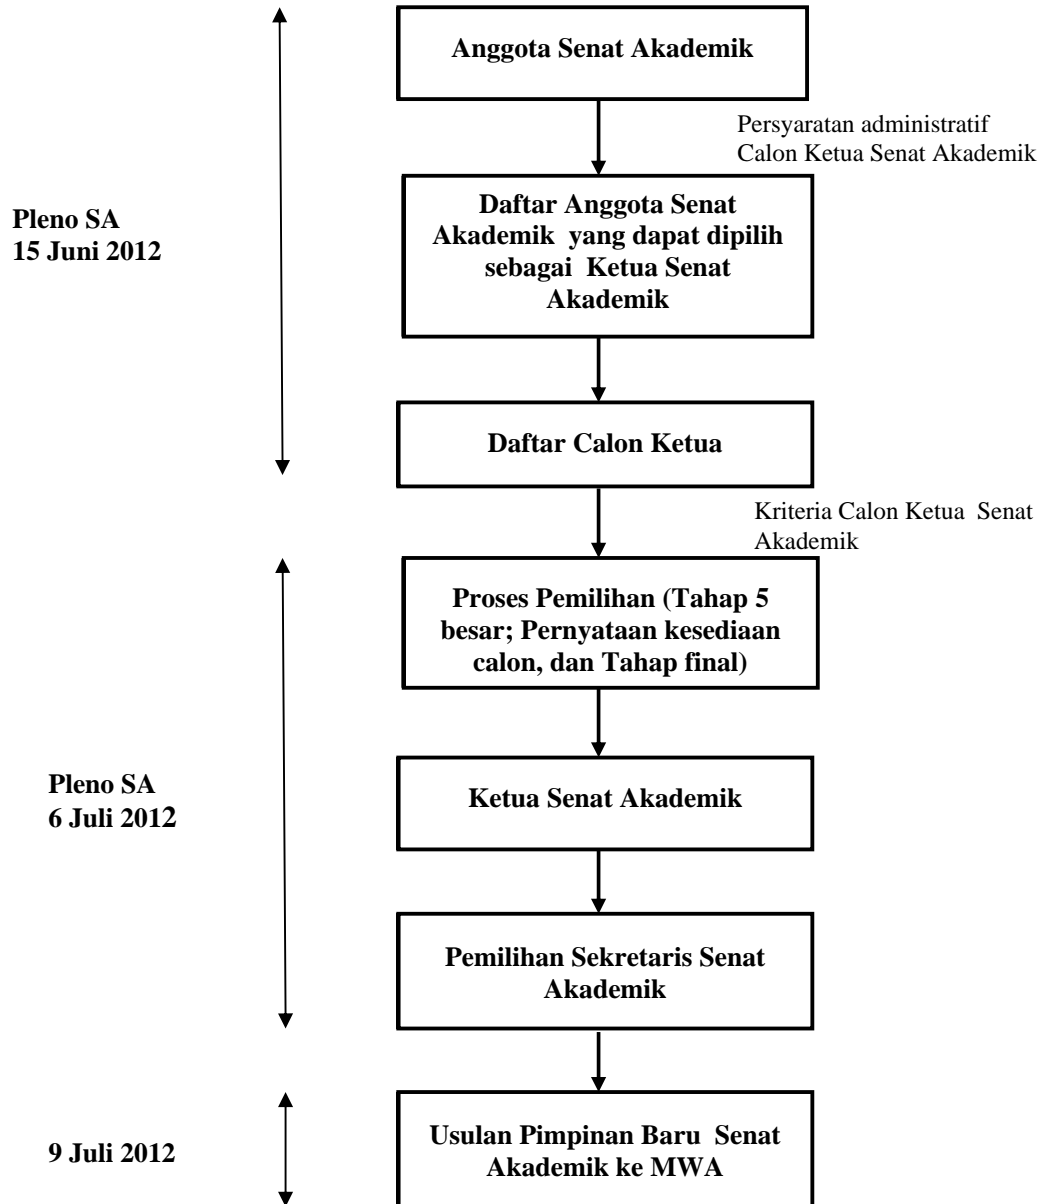 Anggota Senat Akademik
Persyaratan administratif
Calon Ketua Senat Akademik
Pleno SA
15 Juni 2012
Daftar Anggota Senat
Akademik yang dapat dipilih
sebagai Ketua Senat
Akademik
Daftar Calon Ketua
Kriteria Calon Ketua Senat
Akademik
Proses Pemilihan (Tahap 5
besar; Pernyataan kesediaan
calon, dan Tahap final)
Pleno SA
6 Juli 2012
Ketua Senat Akademik
Pemilihan Sekretaris Senat
Akademik
9 Juli 2012
Usulan Pimpinan Baru Senat
Akademik ke MWA